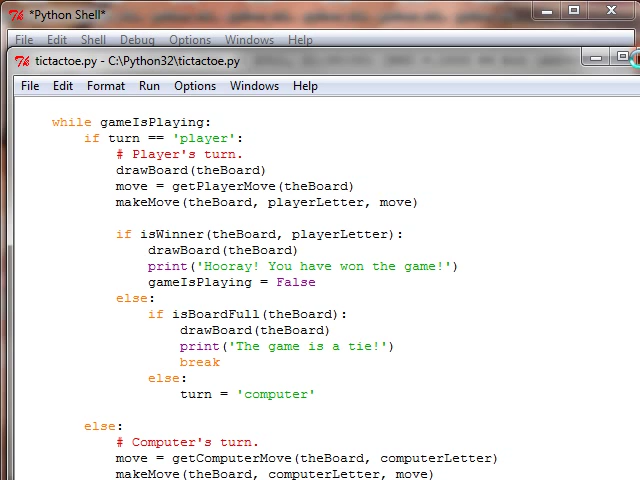 *Python Shell*
File Edit Shell Debug Options Windows Help
tictactoe.py - C:\Python32\tictactoe.py
File Edit Format Run Options Windows Help
while gameIsPlaying:
if turn == 'player':
# Player's turn.
drawBoard(theBoard)
move = getPlayerMove(theBoard)
makeMove(theBoard, playerLetter, move)
if isWinner(theBoard, playerLetter):
drawBoard(theBoard)
print('Hooray! You have won the game!')
gameIsPlaying = False
else:
if isBoardFull(theBoard):
drawBoard(theBoard)
print('The game is a tie!')
break
else:
turn = 'computer'
else:
# Computer's turn.
move = getComputerMove(theBoard, computerLetter)
makeMove(theBoard, computerLetter, move)